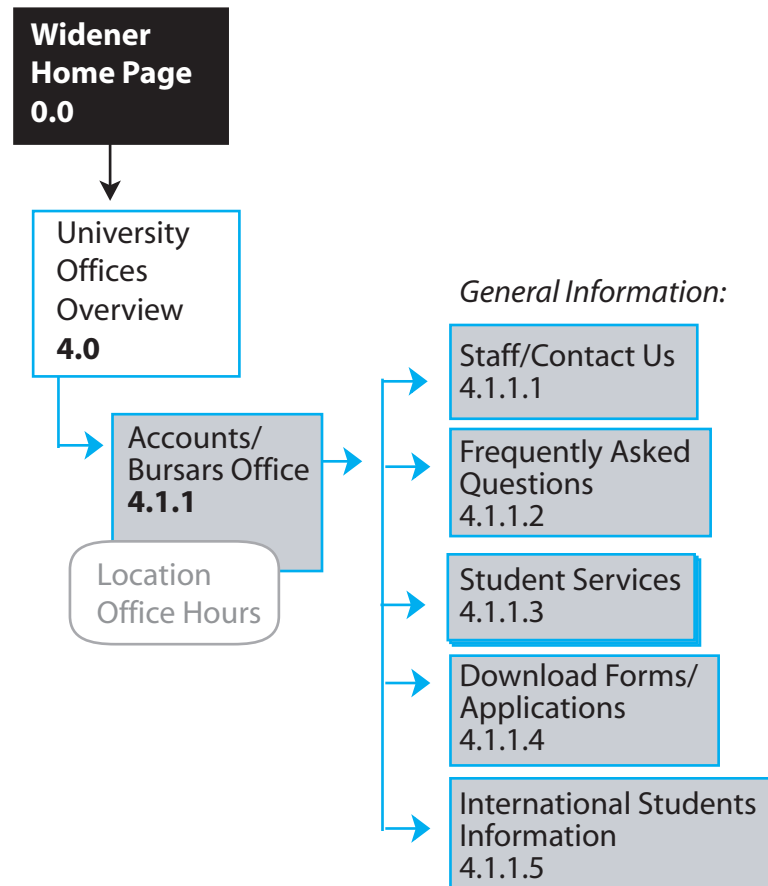 Widener
Home Page
0.0
University
Offices
Overview
4.0
Accounts/
Bursars Office
4.1.1
Location
Office Hours
General Information:
Staff/Contact Us
4.1.1.1
Frequently Asked
Questions
4.1.1.2
Student Services
4.1.1.3
Download Forms/
Applications
4.1.1.4
International Students
Information
4.1.1.5